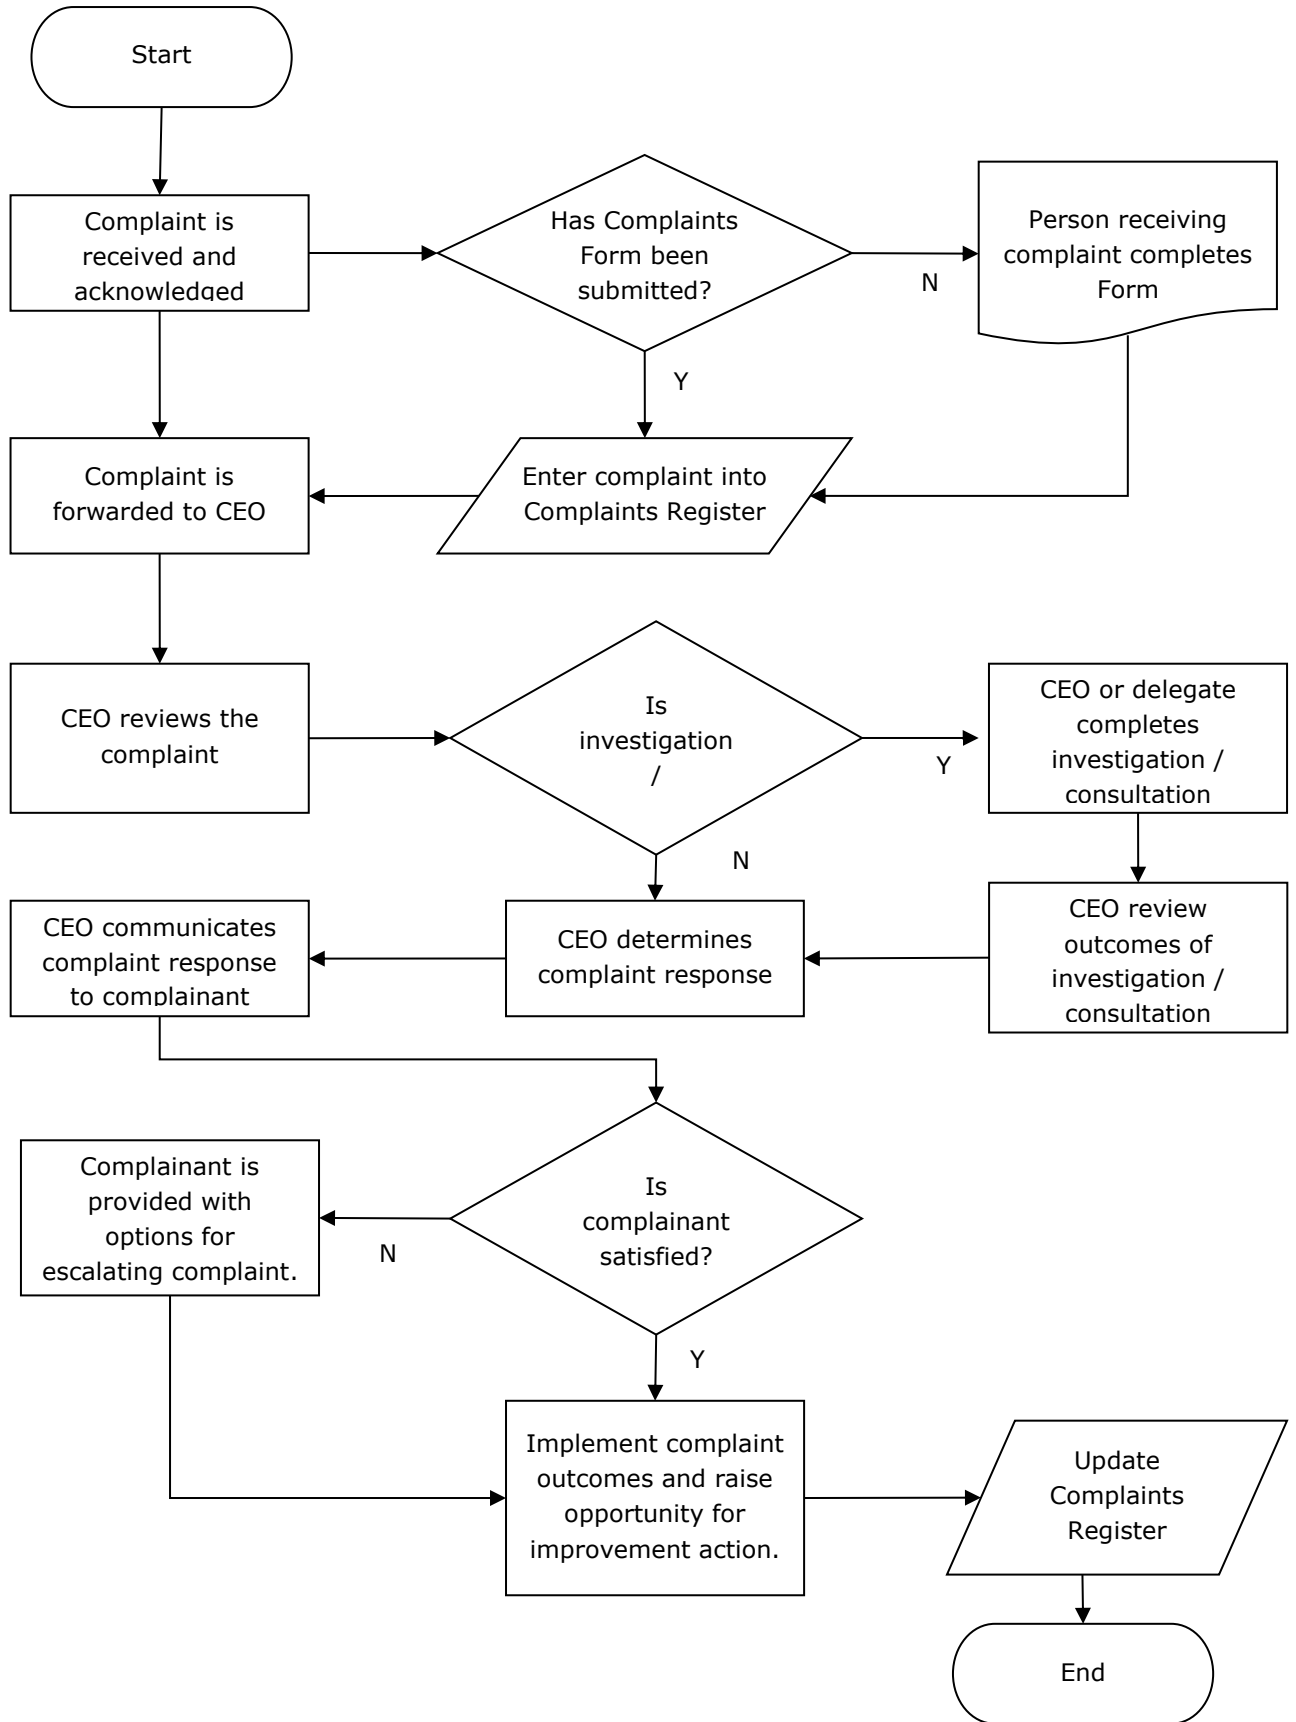 Start
Complaint is
received and
acknowledged
Has Complaints
Form been
submitted?
N
Person receiving
complaint completes
Form
Y
Complaint is
forwarded to CEO
Enter complaint into
Complaints Register
CEO reviews the
complaint
Is
investigation
/
Y
CEO or delegate
completes
investigation /
consultation
N
CEO communicates
complaint response
to complainant
CEO determines
complaint response
CEO review
outcomes of
investigation /
consultation
Complainant is
provided with
options for
escalating complaint.
N
Is
complainant
satisfied?
Y
Implement complaint
outcomes and raise
opportunity for
improvement action.
Update
Complaints
Register
End